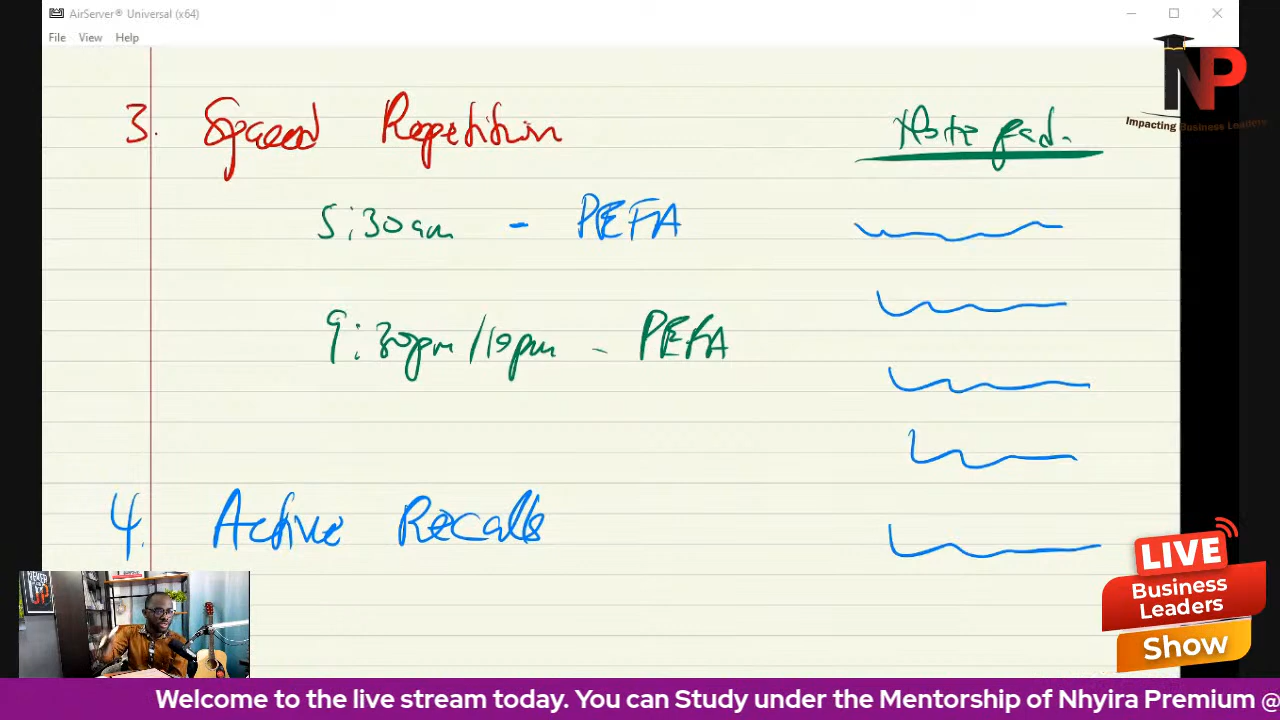 AirServer® Universal (x64)
File View Help
NP
Impacting Business Leaders
3. Spaced Repetition
Note pad.
5:30am - PEFA
9:30pm/10pm - PEFA
4. Active Recalls
LIVE
Business
Leaders
Show
Welcome to the live stream today. You can Study under the Mentorship of Nhyira Premium @